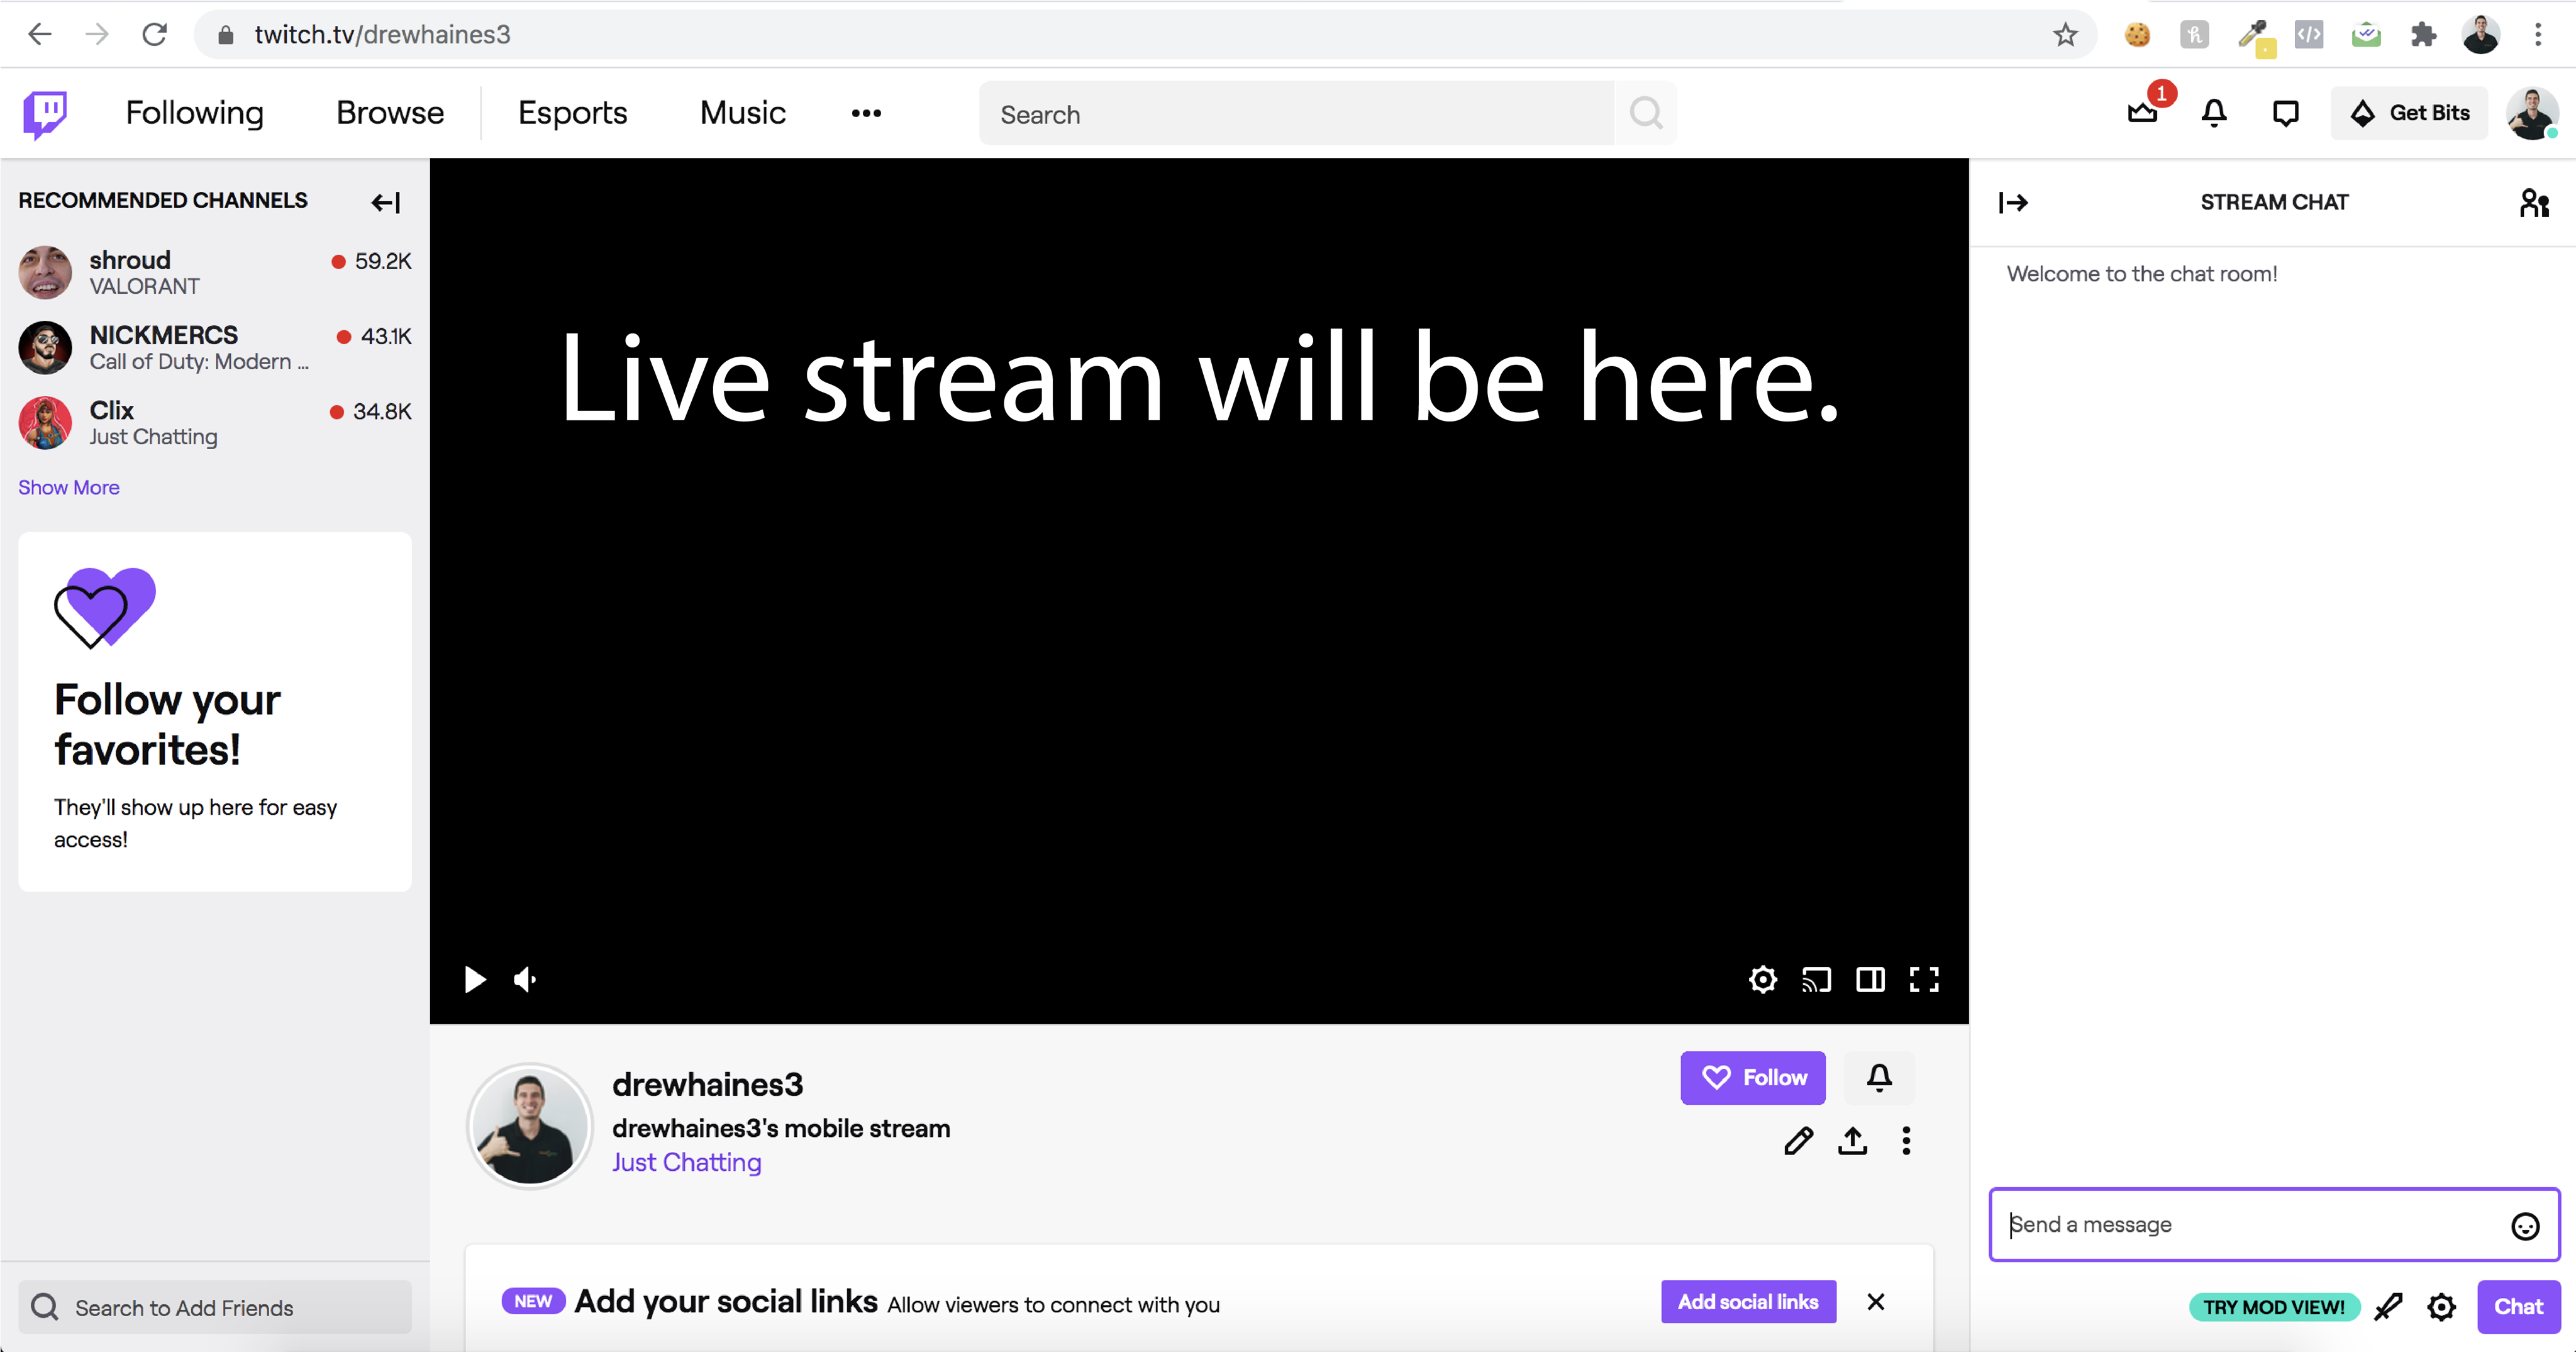 twitch.tv/drewhaines3
Following
Browse
Esports
Music
Search
1
Get Bits
RECOMMENDED CHANNELS
shroud
59.2K
VALORANT
NICKMERCS
43.1K
Call of Duty: Modern ...
Clix
34.8K
Just Chatting
Show More
Follow your
favorites!
They'll show up here for easy
access!
Search to Add Friends
Live stream will be here.
drewhaines3
drewhaines3's mobile stream
Just Chatting
Follow
NEW Add your social links Allow viewers to connect with you
Add social links
STREAM CHAT
Welcome to the chat room!
Send a message
TRY MOD VIEW!
Chat